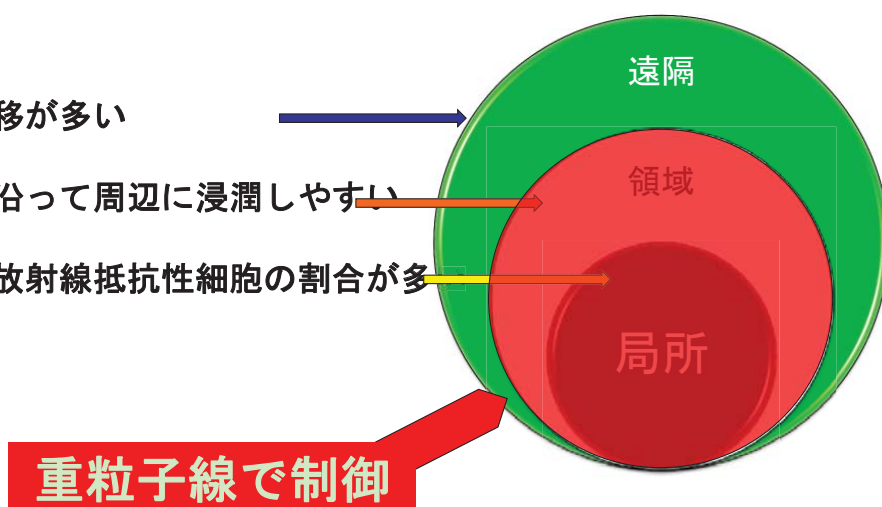 遠隔
移が多い
領域
沿って周辺に浸潤しやすい
放射線抵抗性細胞の割合が多
局所
重粒子線で制御